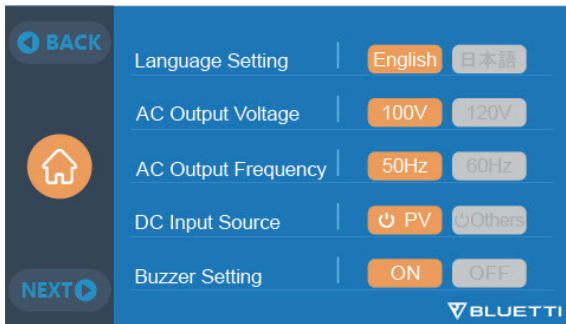 BACK
Language Setting English 日本語
AC Output Voltage 100V 120V
AC Output Frequency 50Hz 60Hz
DC Input Source PV Others
Buzzer Setting ON OFF
NEXT
BLUETTI